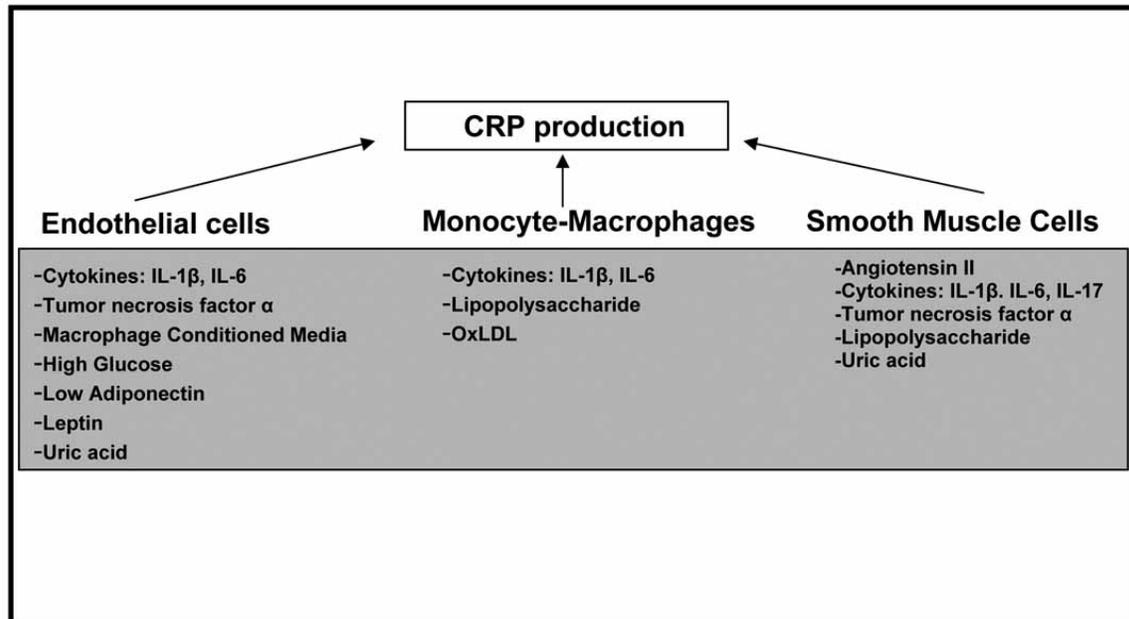 CRP production
Endothelial cells
-Cytokines: IL-1β, IL-6
-Tumor necrosis factor α
-Macrophage Conditioned Media
-High Glucose
-Low Adiponectin
-Leptin
-Uric acid
Monocyte-Macrophages
-Cytokines: IL-1β, IL-6
-Lipopolysaccharide
-OxLDL
Smooth Muscle Cells
-Angiotensin II
-Cytokines: IL-1β. IL-6, IL-17
-Tumor necrosis factor α
-Lipopolysaccharide
-Uric acid